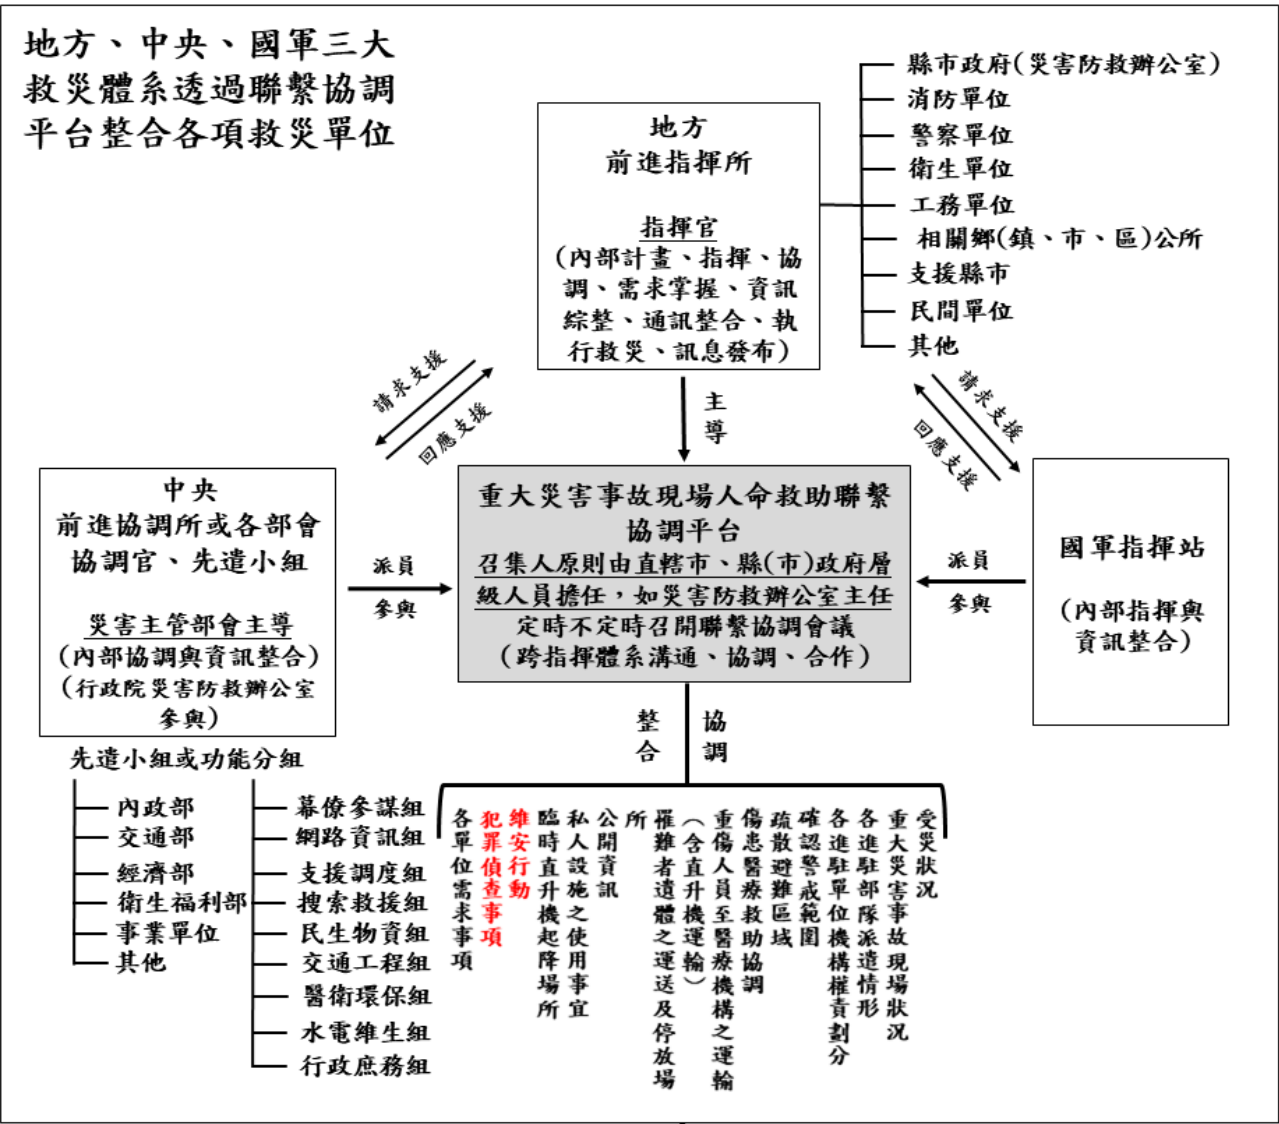 地方、中央、國軍三大
救災體系透過聯繫協調
平台整合各項救災單位
地方
前進指揮所
指揮官
(內部計畫、指揮、協
調、需求掌握、資訊
綜整、通訊整合、執
行救災、訊息發布)
縣市政府(災害防救辦公室)
消防單位
警察單位
衛生單位
工務單位
相關鄉(鎮、市、區)公所
支援縣市
民間單位
其他
請求支援
回應支援
主導
請求支援
回應支援
中央
前進協調所或各部會
協調官、先遣小組
災害主管部會主導
(內部協調與資訊整合)
(行政院災害防救辦公室
參與)
派員
參與
重大災害事故現場人命救助聯繫
協調平台
召集人原則由直轄市、縣(市)政府層
級人員擔任，如災害防救辦公室主任
定時不定時召開聯繫協調會議
(跨指揮體系溝通、協調、合作)
派員
參與
國軍指揮站
(內部指揮與
資訊整合)
先遣小組或功能分組
內政部
交通部
經濟部
衛生福利部
事業單位
其他
幕僚參謀組
網路資訊組
支援調度組
搜索救援組
民生物資組
交通工程組
醫衛環保組
水電維生組
行政庶務組
協調
整合
受災狀況
重大災害事故現場狀況
各進駐部隊派遣情形
各進駐單位機構權責劃分
確認警戒範圍
疏散避難區域
傷患醫療救助協調
重傷人員至醫療機構之運輸
(含直升機運輸)
罹難者遺體之運送及停放場
所
公開資訊
私人設施之使用事宜
臨時直升機起降場所
維安行動
犯罪偵查事項
各單位需求事項